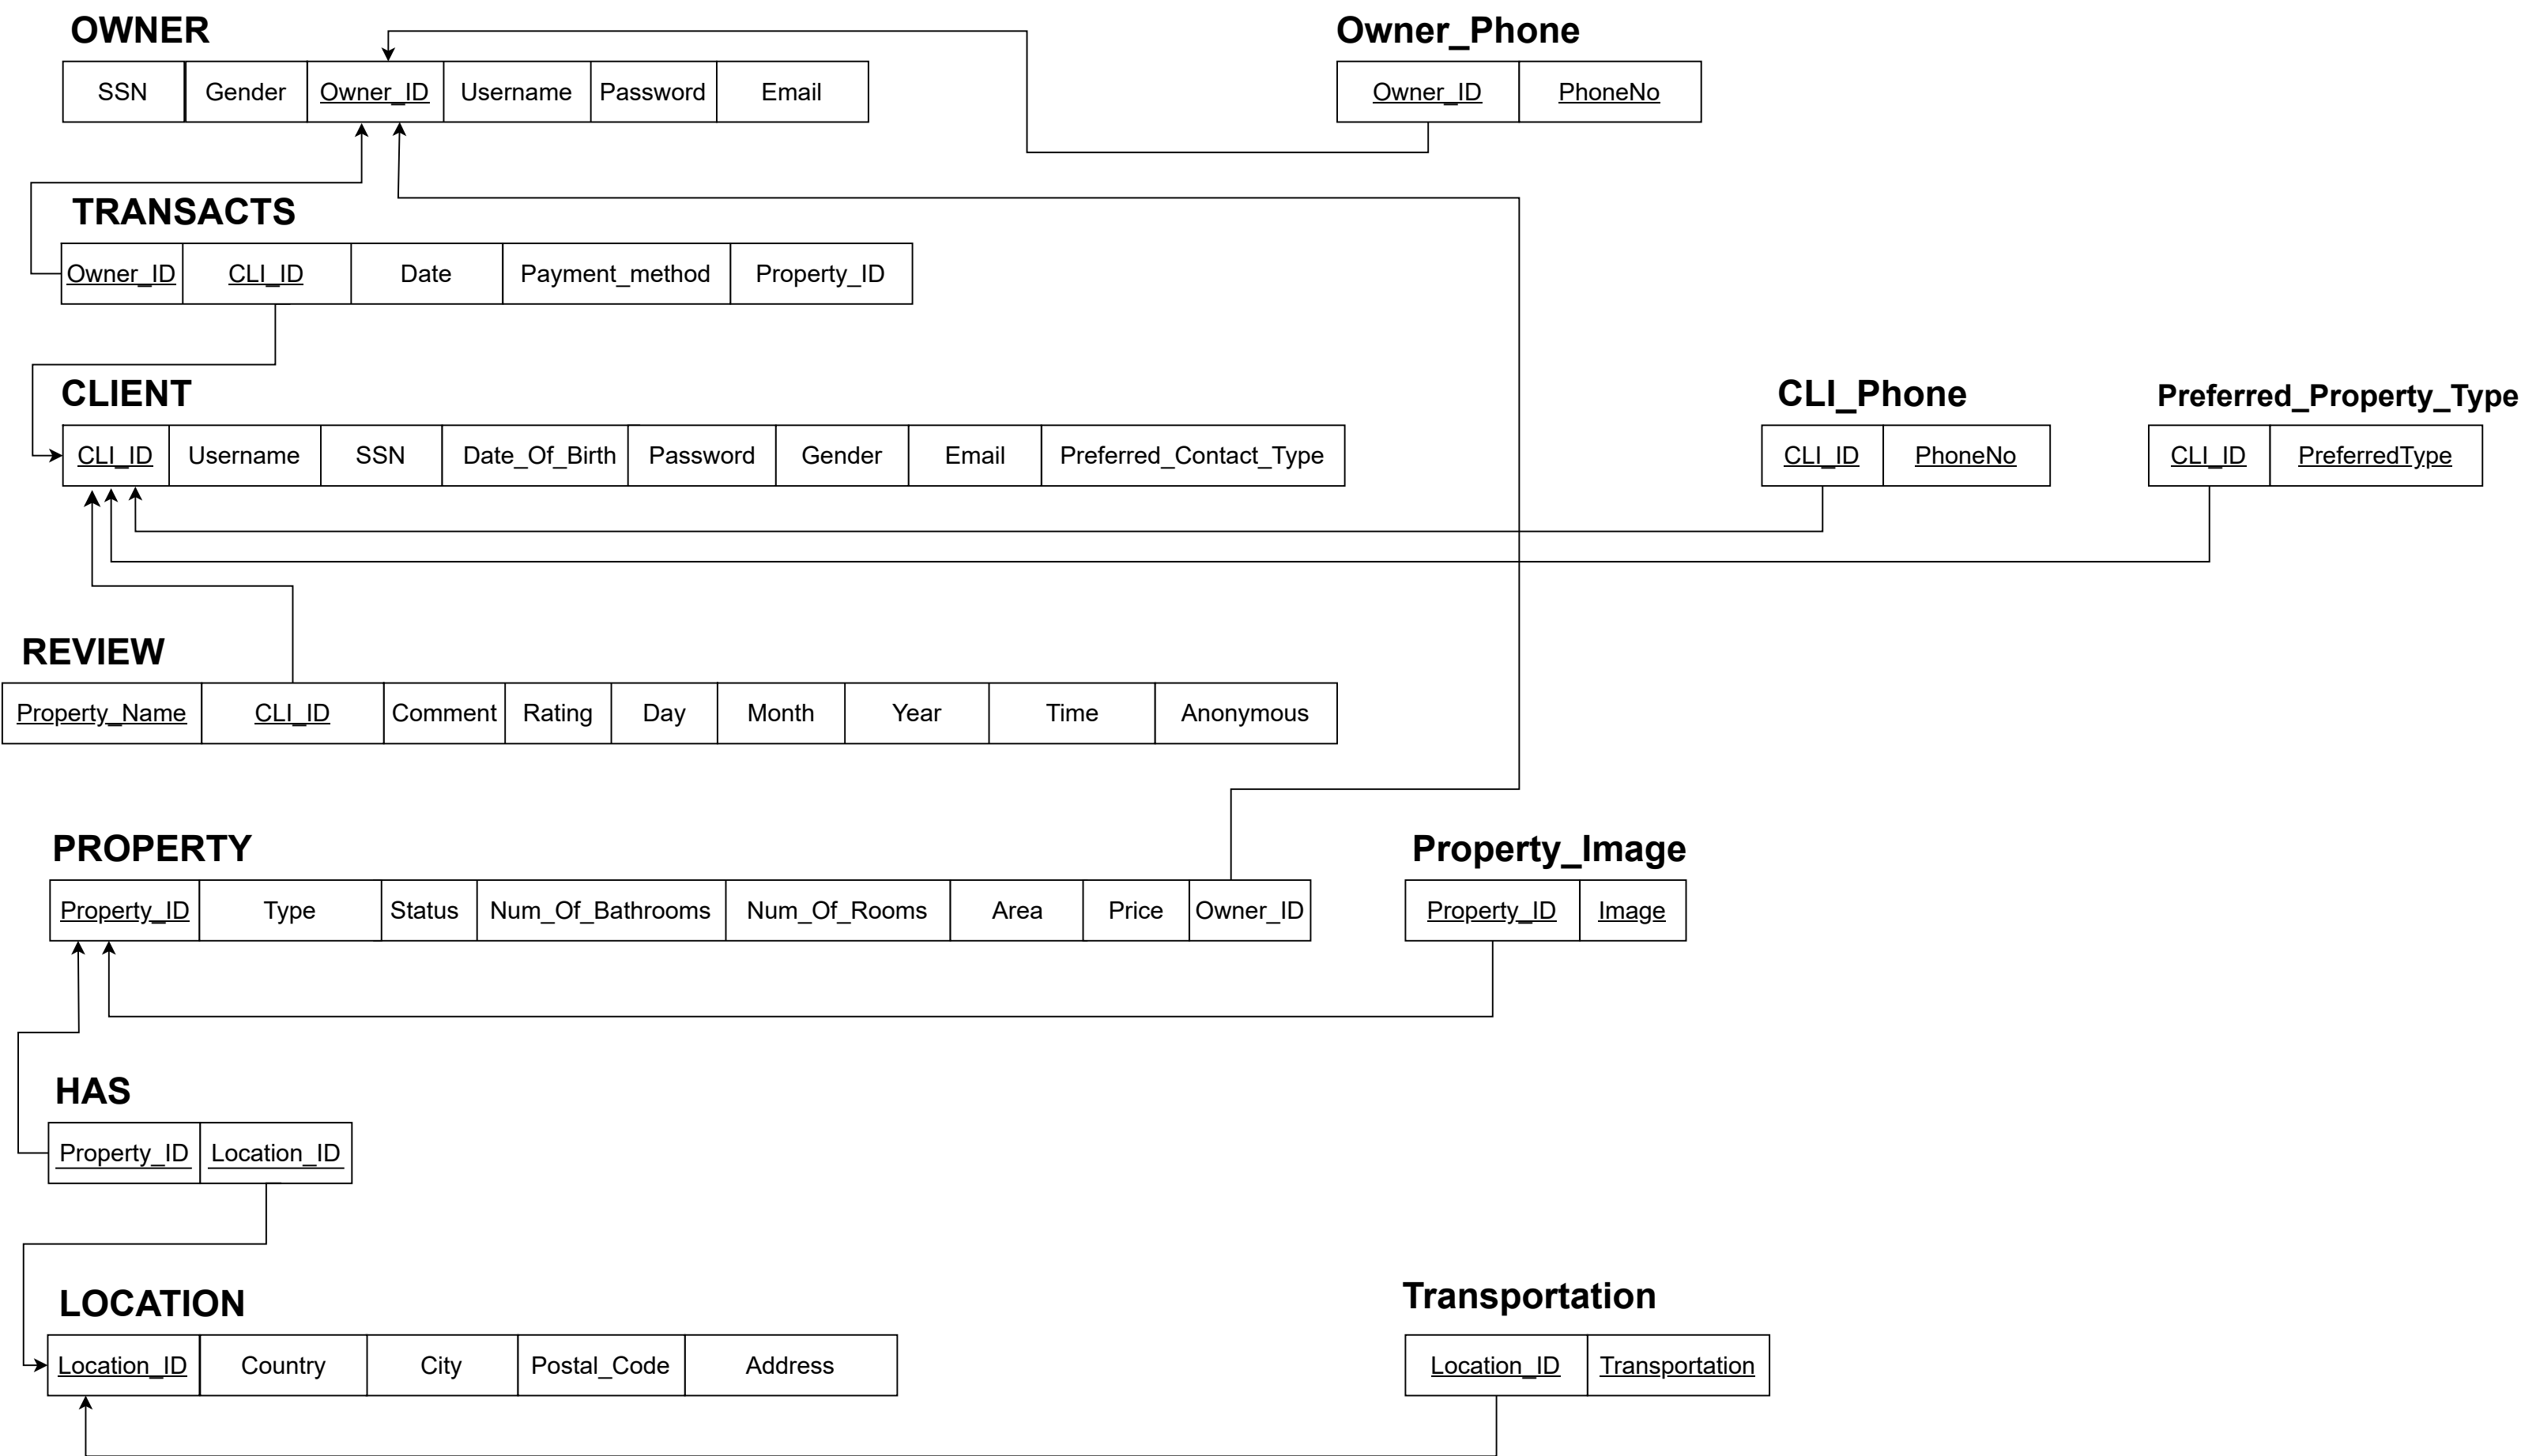 OWNER
Owner_Phone
SSN Gender Owner_ID Username Password Email
Owner_ID PhoneNo
TRANSACTS
Owner_ID CLI_ID Date Payment_method Property_ID
CLIENT
CLI_Phone
Preferred_Property_Type
CLI_ID Username SSN Date_Of_Birth Password Gender Email Preferred_Contact_Type
CLI_ID PhoneNo
CLI_ID PreferredType
REVIEW
Property_Name CLI_ID Comment Rating Day Month Year Time Anonymous
PROPERTY
Property_Image
Property_ID Type Status Num_Of_Bathrooms Num_Of_Rooms Area Price Owner_ID
Property_ID Image
HAS
Property_ID Location_ID
LOCATION
Transportation
Location_ID Country City Postal_Code Address
Location_ID Transportation